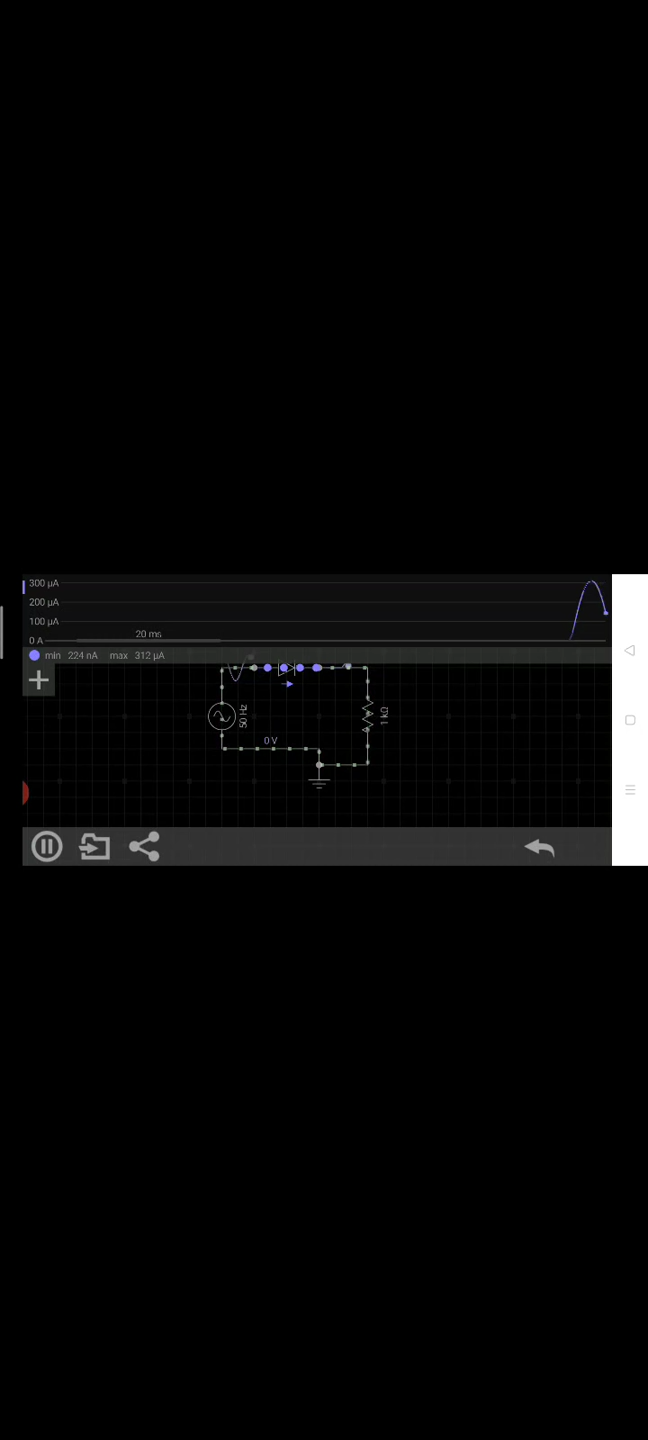 300 µA
200 µA
100 µA
0 A
20 ms
min 224 nA max 312 µA
50 Hz
1 kΩ
0 V